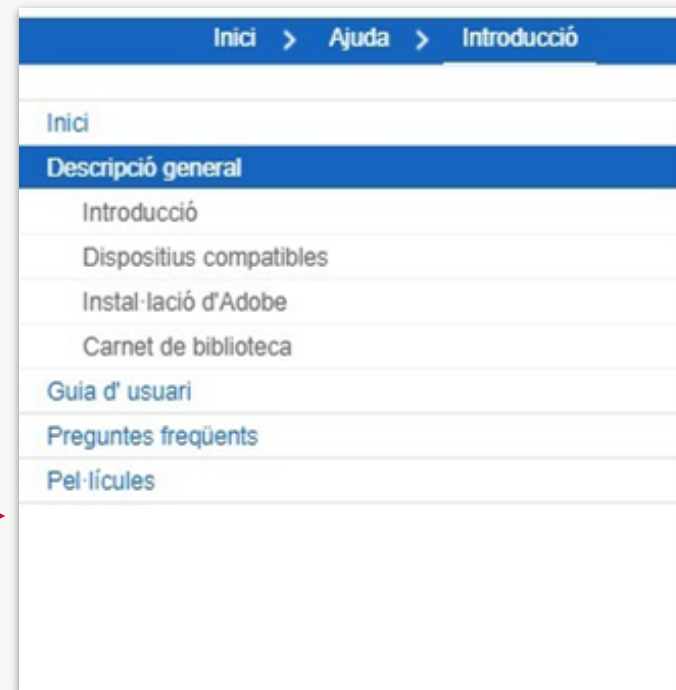 Inici > Ajuda > Introducció
Inici
Descripció general
Introducció
Dispositius compatibles
Instal·lació d'Adobe
Carnet de biblioteca
Guia d' usuari
Preguntes freqüents
Pel·lícules